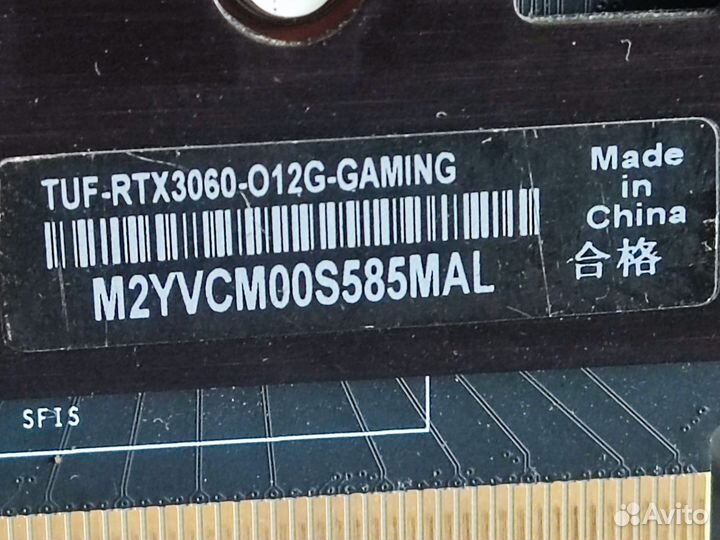 TUF-RTX3060-O12G-GAMING
M2YVCM00S585MAL
Made
in
China
合格
SFIS
Avito